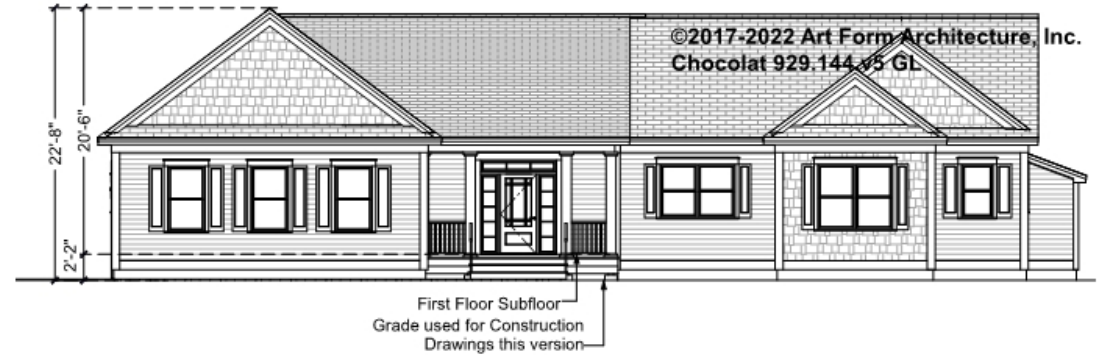 ©2017-2022 Art Form Architecture, Inc.
Chocolat 929.144.v5 GL
22'-8"
20'-6"
2'-2"
First Floor Subfloor
Grade used for Construction
Drawings this version